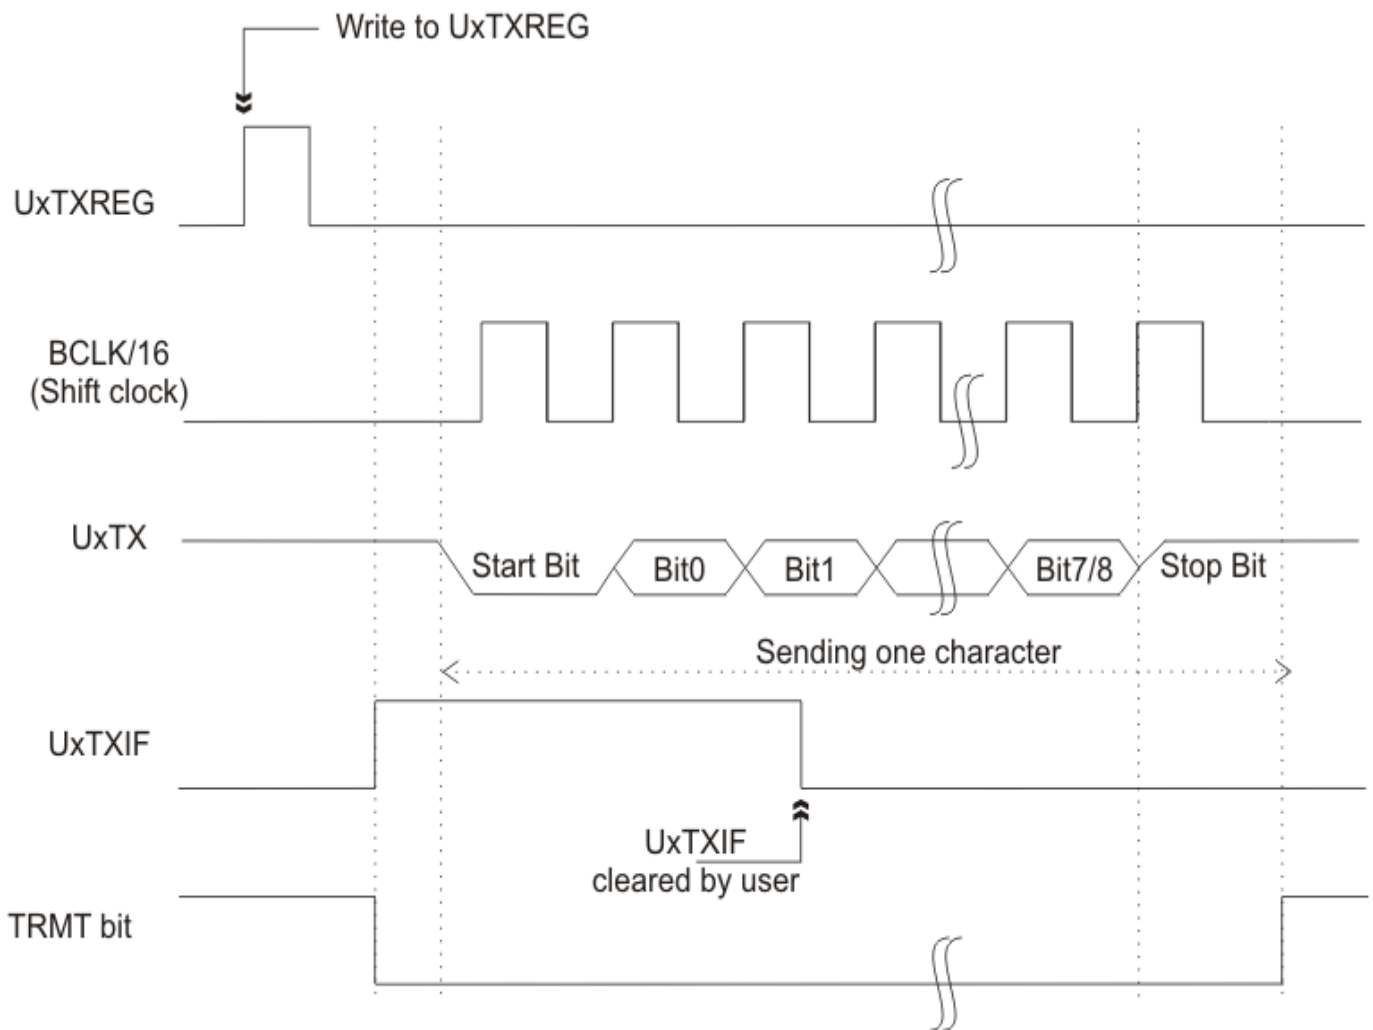 Write to UxTXREG
UxTXREG
BCLK/16
(Shift clock)
UxTX
Start Bit
Bit0
Bit1
Bit7/8
Stop Bit
Sending one character
UxTXIF
UxTXIF
cleared by user
TRMT bit